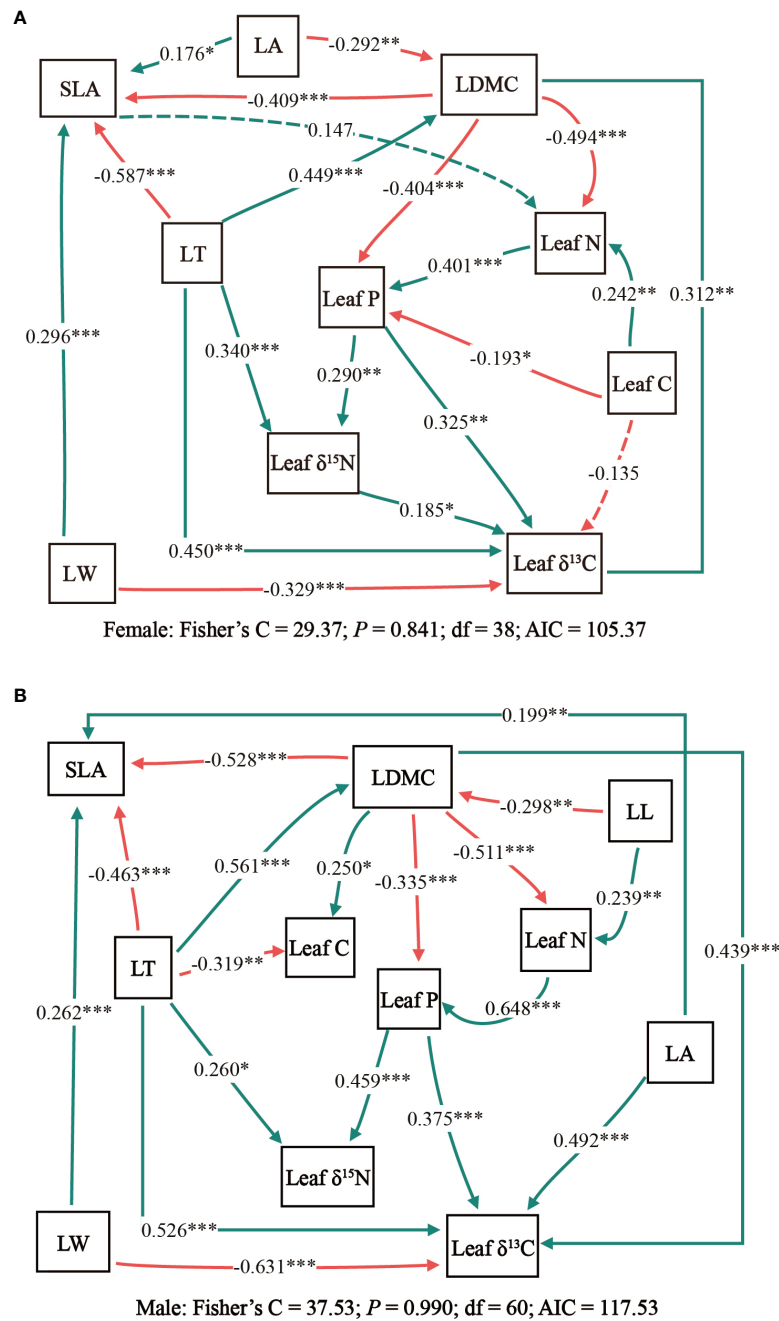 A
LA
0.176*
-0.292**
SLA
LDMC
-0.409***
0.147
-0.494***
-0.587***
0.449***
-0.404***
LT
Leaf N
0.401***
Leaf P
0.242**
0.312**
0.296***
0.340***
0.290**
-0.193*
Leaf C
0.325**
Leaf δ¹⁵N
-0.135
0.185*
0.450***
Leaf δ¹³C
LW
-0.329***
Female: Fisher's C = 29.37; P = 0.841; df = 38; AIC = 105.37
B
0.199**
SLA
-0.528***
LDMC
-0.298**
LL
-0.463***
0.561***
0.250*
-0.335***
-0.511***
0.239**
Leaf C
Leaf N
0.439***
LT
-0.319**
Leaf P
0.648***
0.262***
LA
0.260*
0.459***
0.375***
0.492***
Leaf δ¹⁵N
LW
0.526***
Leaf δ¹³C
-0.631***
Male: Fisher's C = 37.53; P = 0.990; df = 60; AIC = 117.53